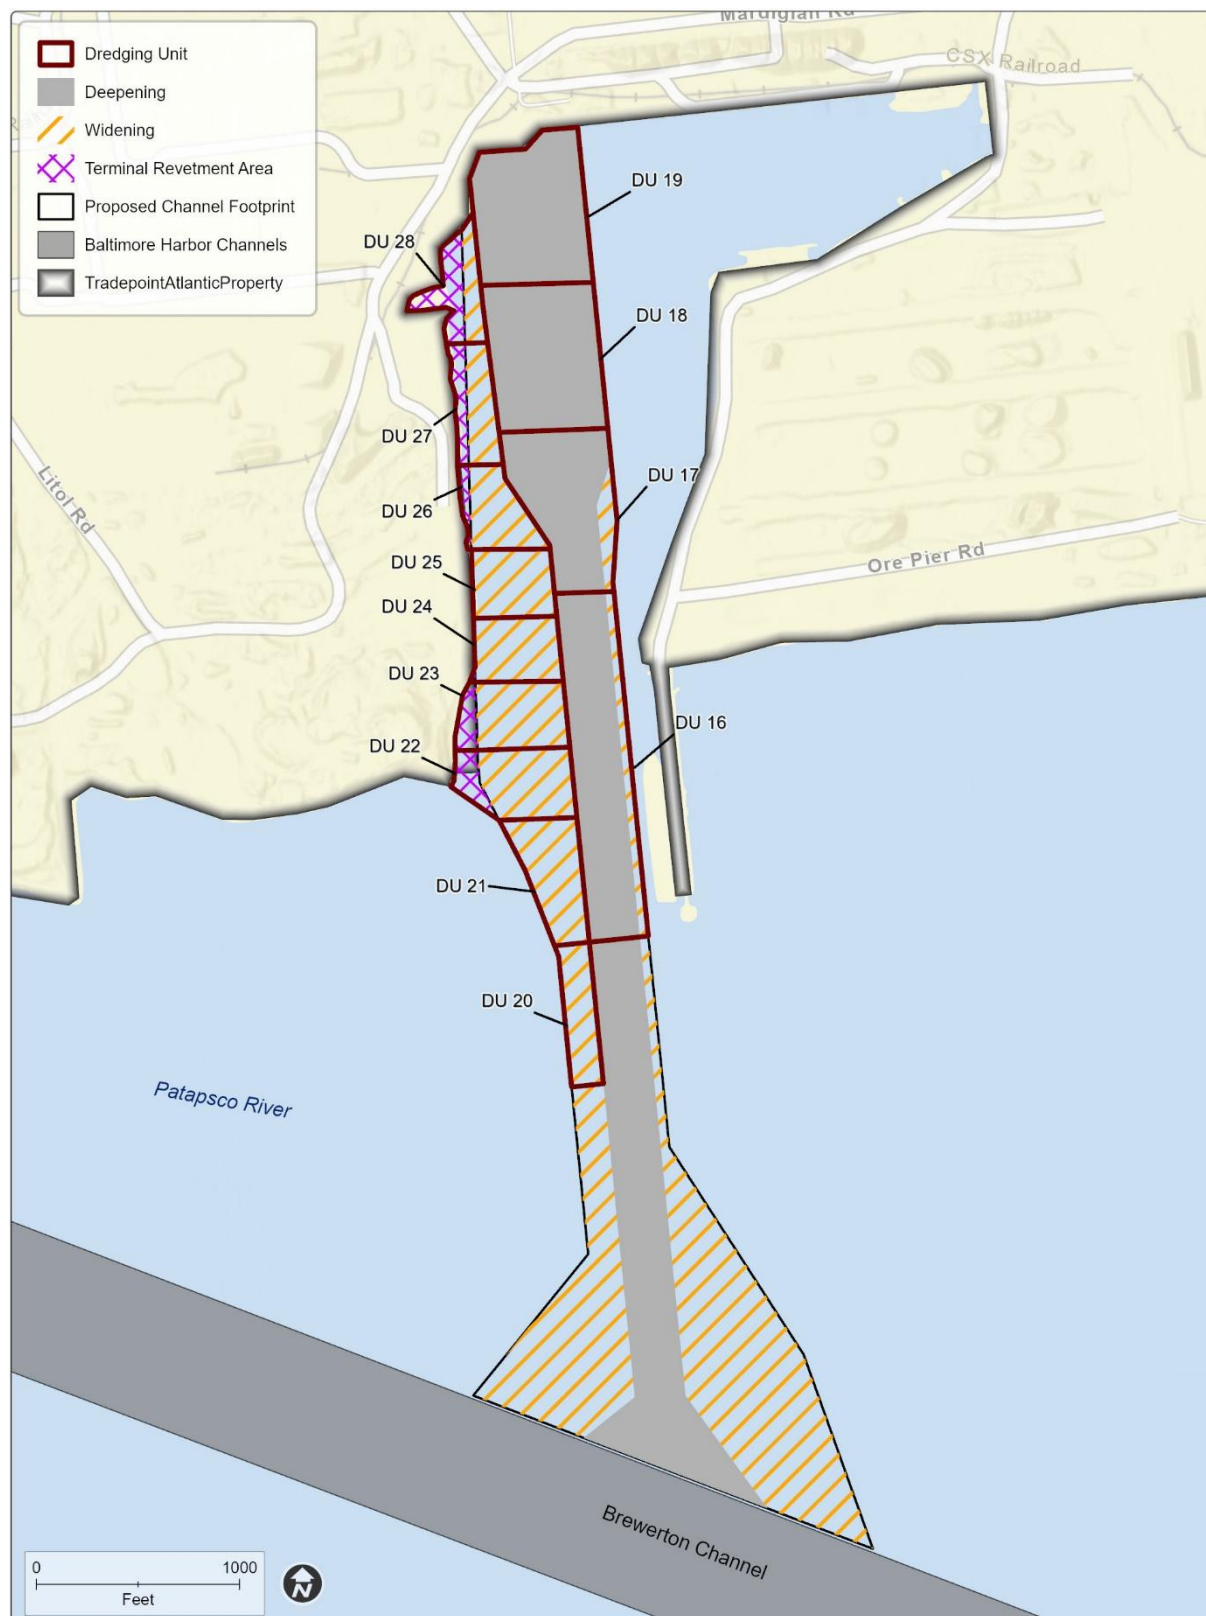 Mardigian Rd
Dredging Unit
Deepening
Widening
Terminal Revetment Area
Proposed Channel Footprint
Baltimore Harbor Channels
TradepointAtlanticProperty
CSX Railroad
DU 19
DU 28
DU 18
DU 27
DU 17
Litol Rd
DU 26
Ore Pier Rd
DU 25
DU 24
DU 23
DU 16
DU 22
DU 21
DU 20
Patapsco River
Brewerton Channel
0 1000
Feet
N